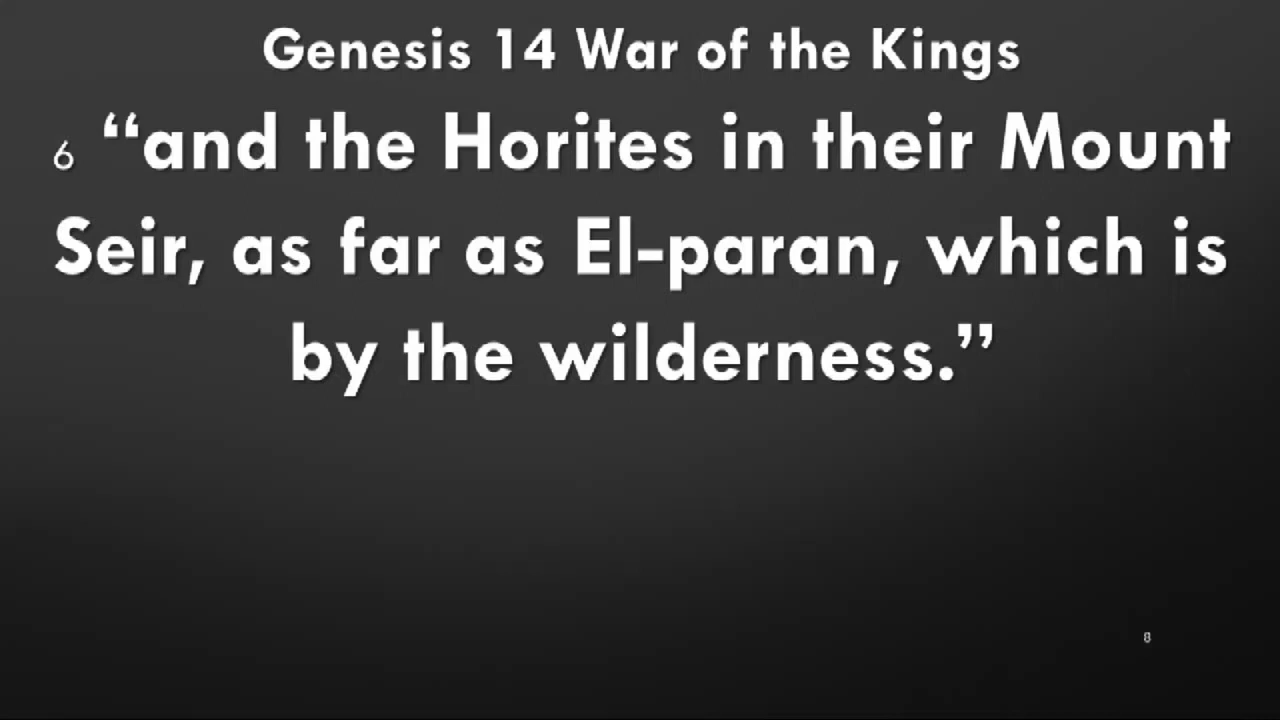 Genesis 14 War of the Kings
6 “and the Horites in their Mount
Seir, as far as El-paran, which is
by the wilderness.”
8